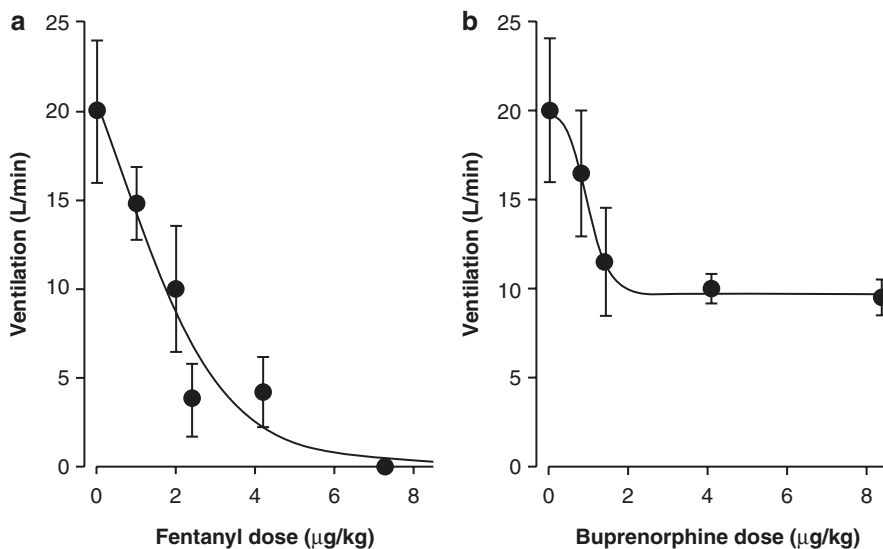 a
25
20
15
10
5
0
Ventilation (L/min)
0 2 4 6 8
Fentanyl dose (μg/kg)
b
25
20
15
10
5
0
Ventilation (L/min)
0 2 4 6 8
Buprenorphine dose (μg/kg)